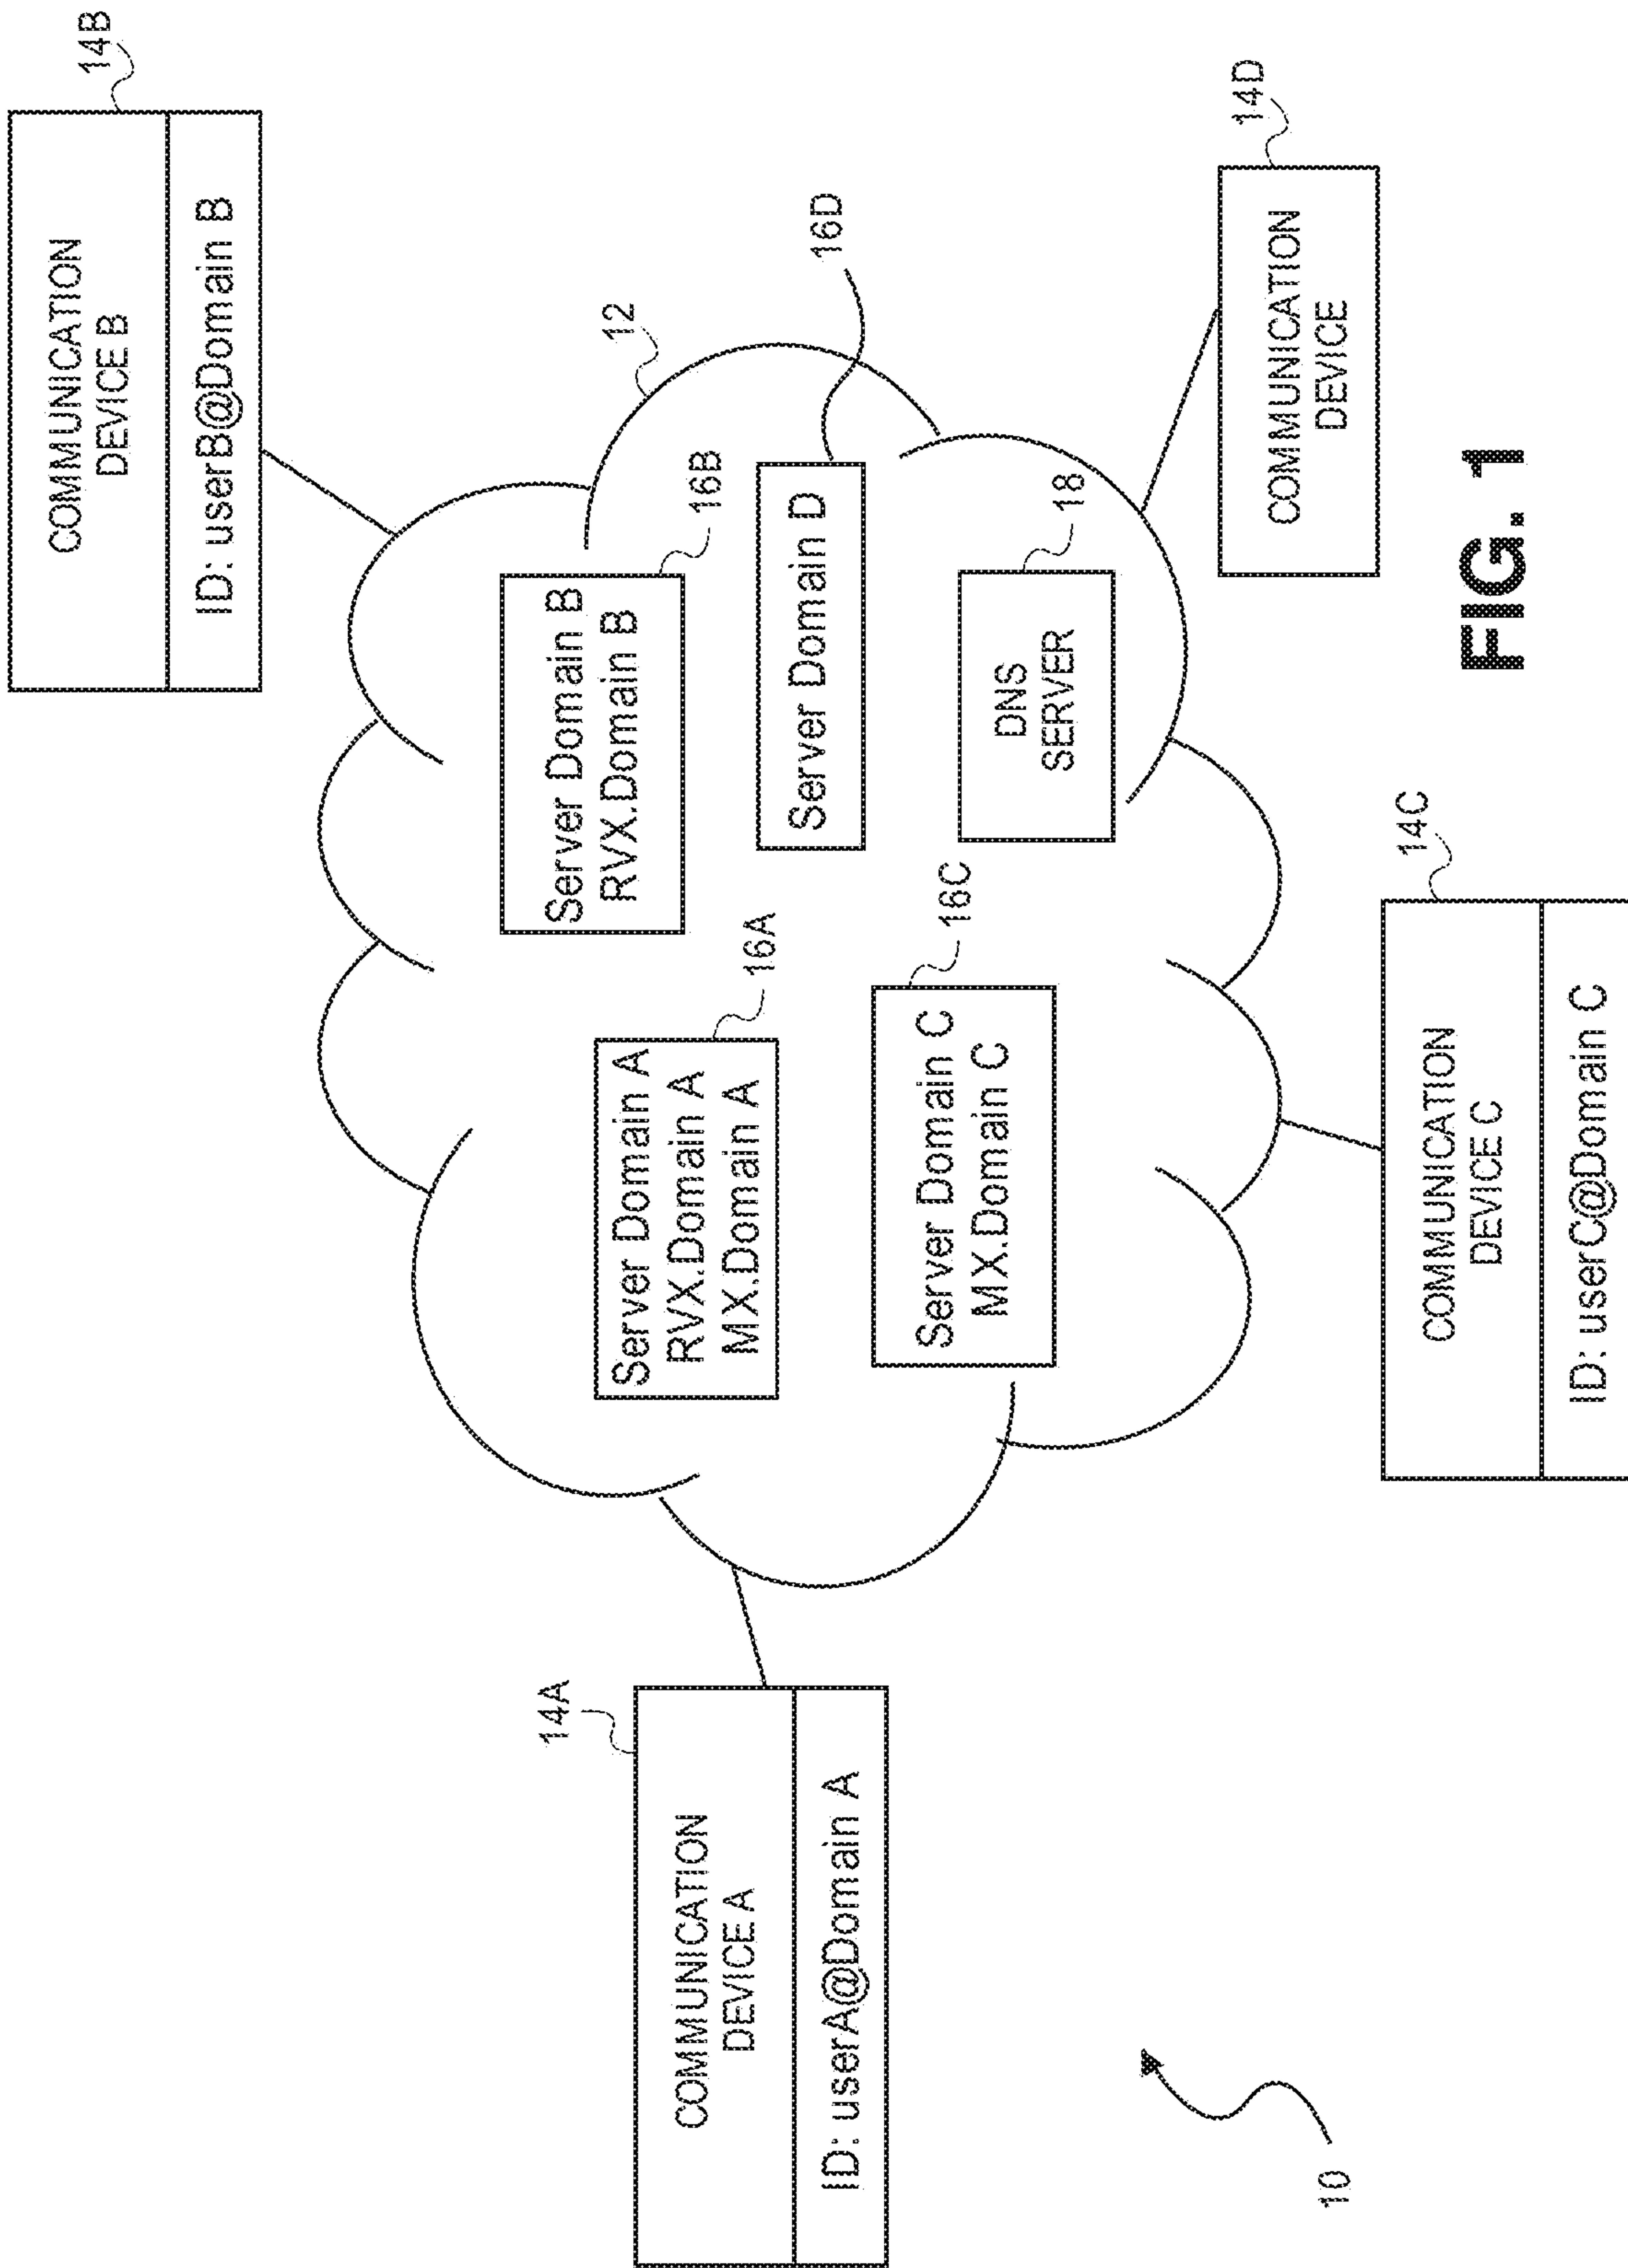 14B
COMMUNICATION
DEVICE B
ID: userB@Domain B
12
16D
14D
COMMUNICATION
DEVICE
16B
Server Domain B
RVX.Domain B
Server Domain D
18
DNS
SERVER
16A
Server Domain A
RVX.Domain A
MX.Domain A
16C
Server Domain C
MX.Domain C
14A
COMMUNICATION
DEVICE A
ID: userA@Domain A
14C
COMMUNICATION
DEVICE C
ID: userC@Domain C
10
FIG. 1